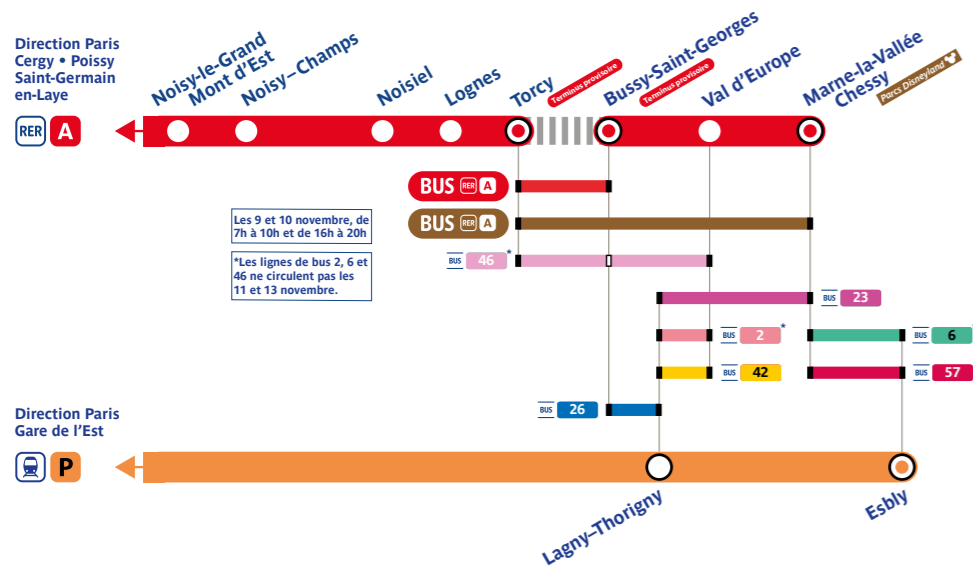 Direction Paris
Cergy • Poissy
Saint-Germain
en-Laye
RER A
Noisy-le-Grand
Mont d'Est
Noisy–Champs
Noisiel
Lognes
Torcy
Terminus provisoire
Bussy-Saint-Georges
Terminus provisoire
Val d'Europe
Marne-la-Vallée
Chessy
Parcs Disneyland
BUS RER A
BUS RER A
Les 9 et 10 novembre, de
7h à 10h et de 16h à 20h
*Les lignes de bus 2, 6 et
46 ne circulent pas les
11 et 13 novembre.
BUS 46 *
BUS 23
BUS 2 *
BUS 6
BUS 42
BUS 57
BUS 26
Direction Paris
Gare de l'Est
P
Lagny–Thorigny
Esbly